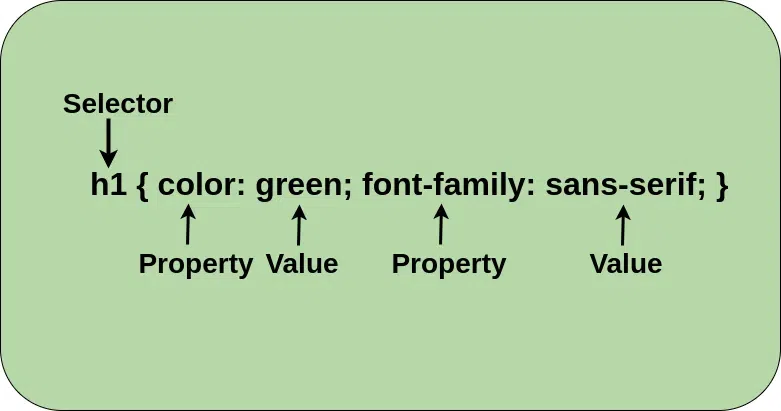 Selector
h1 { color: green; font-family: sans-serif; }
Property Value Property Value